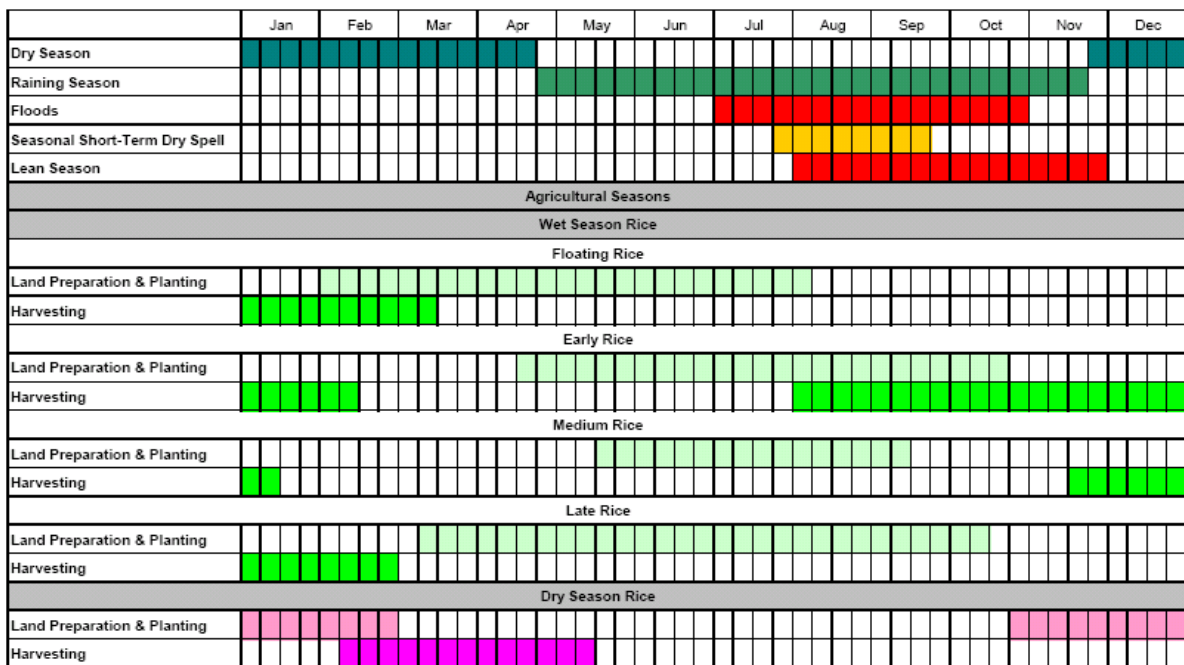 Jan Feb Mar Apr May Jun Jul Aug Sep Oct Nov Dec
Dry Season
Raining Season
Floods
Seasonal Short-Term Dry Spell
Lean Season
Agricultural Seasons
Wet Season Rice
Floating Rice
Land Preparation & Planting
Harvesting
Early Rice
Land Preparation & Planting
Harvesting
Medium Rice
Land Preparation & Planting
Harvesting
Late Rice
Land Preparation & Planting
Harvesting
Dry Season Rice
Land Preparation & Planting
Harvesting